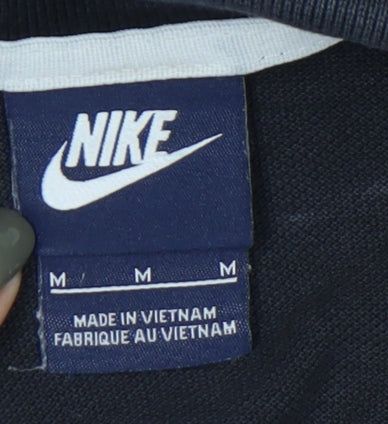 NIKE
M M M
MADE IN VIETNAM
FABRIQUE AU VIETNAM